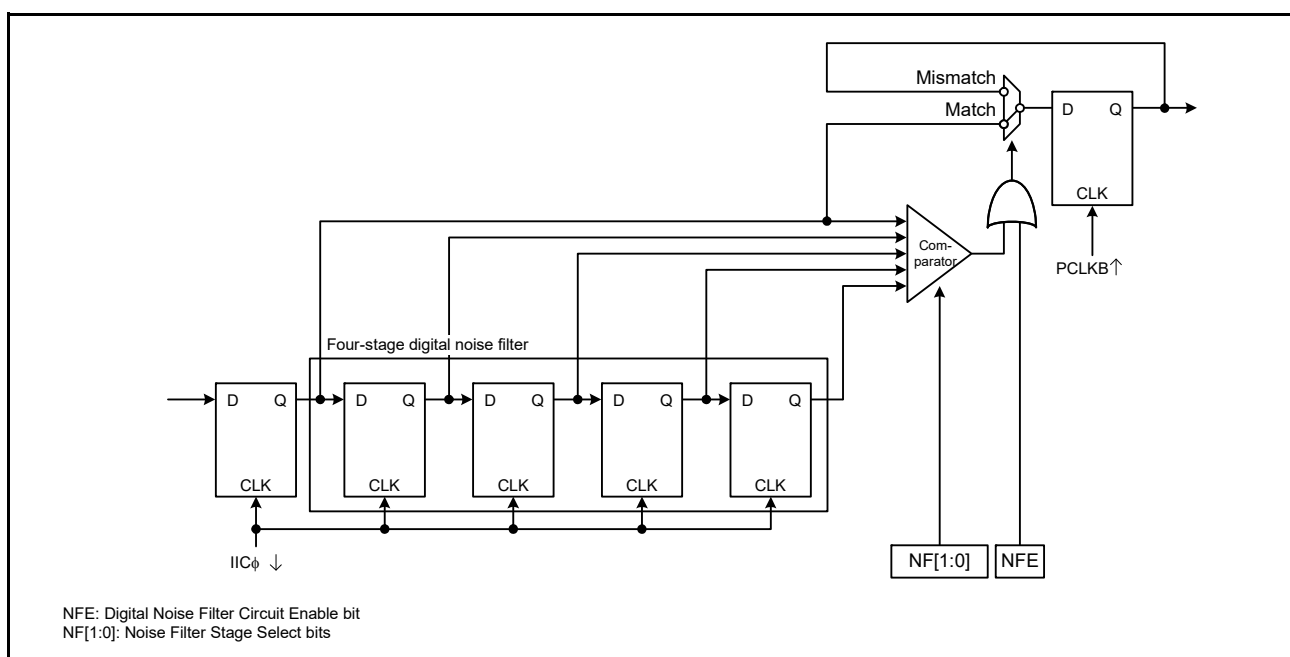 Mismatch
Match
D Q
CLK
PCLKB↑
Com-
parator
Four-stage digital noise filter
D Q D Q D Q D Q D Q
CLK CLK CLK CLK CLK
IICϕ ↓
NF[1:0] NFE
NFE: Digital Noise Filter Circuit Enable bit
NF[1:0]: Noise Filter Stage Select bits